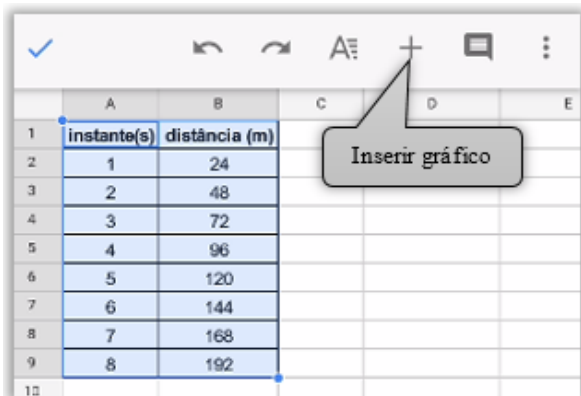 A
A B C D E
1 instante(s) distância (m)
2 1 24
3 2 48
4 3 72
5 4 96
6 5 120
7 6 144
8 7 168
9 8 192
10
Inserir gráfico